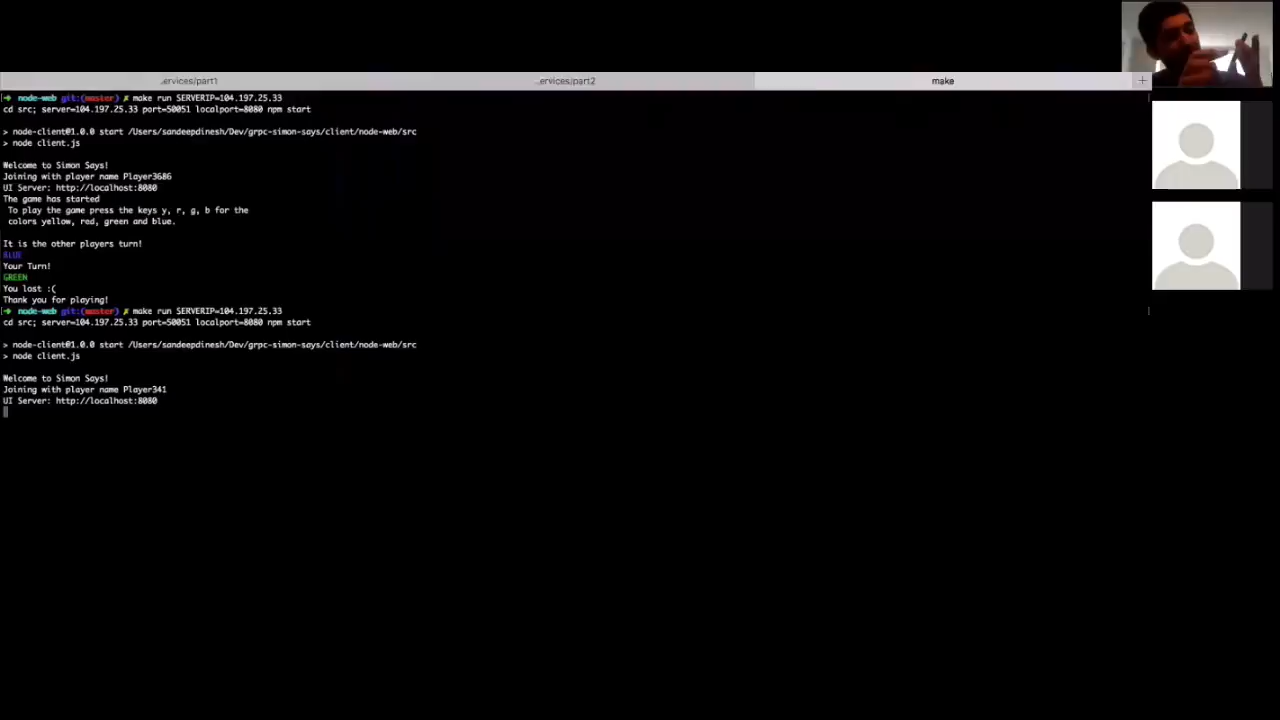 …ervices/part1
…ervices/part2
make
+
➜ node-web git:(master) ✗ make run SERVERIP=104.197.25.33
cd src; server=104.197.25.33 port=50051 localport=8080 npm start
> node-client@1.0.0 start /Users/sandeepdinesh/Dev/grpc-simon-says/client/node-web/src
> node client.js
Welcome to Simon Says!
Joining with player name Player3686
UI Server: http://localhost:8080
The game has started
To play the game press the keys y, r, g, b for the
colors yellow, red, green and blue.
It is the other players turn!
BLUE
Your Turn!
GREEN
You lost :(
Thank you for playing!
➜ node-web git:(master) ✗ make run SERVERIP=104.197.25.33
cd src; server=104.197.25.33 port=50051 localport=8080 npm start
> node-client@1.0.0 start /Users/sandeepdinesh/Dev/grpc-simon-says/client/node-web/src
> node client.js
Welcome to Simon Says!
Joining with player name Player341
UI Server: http://localhost:8080